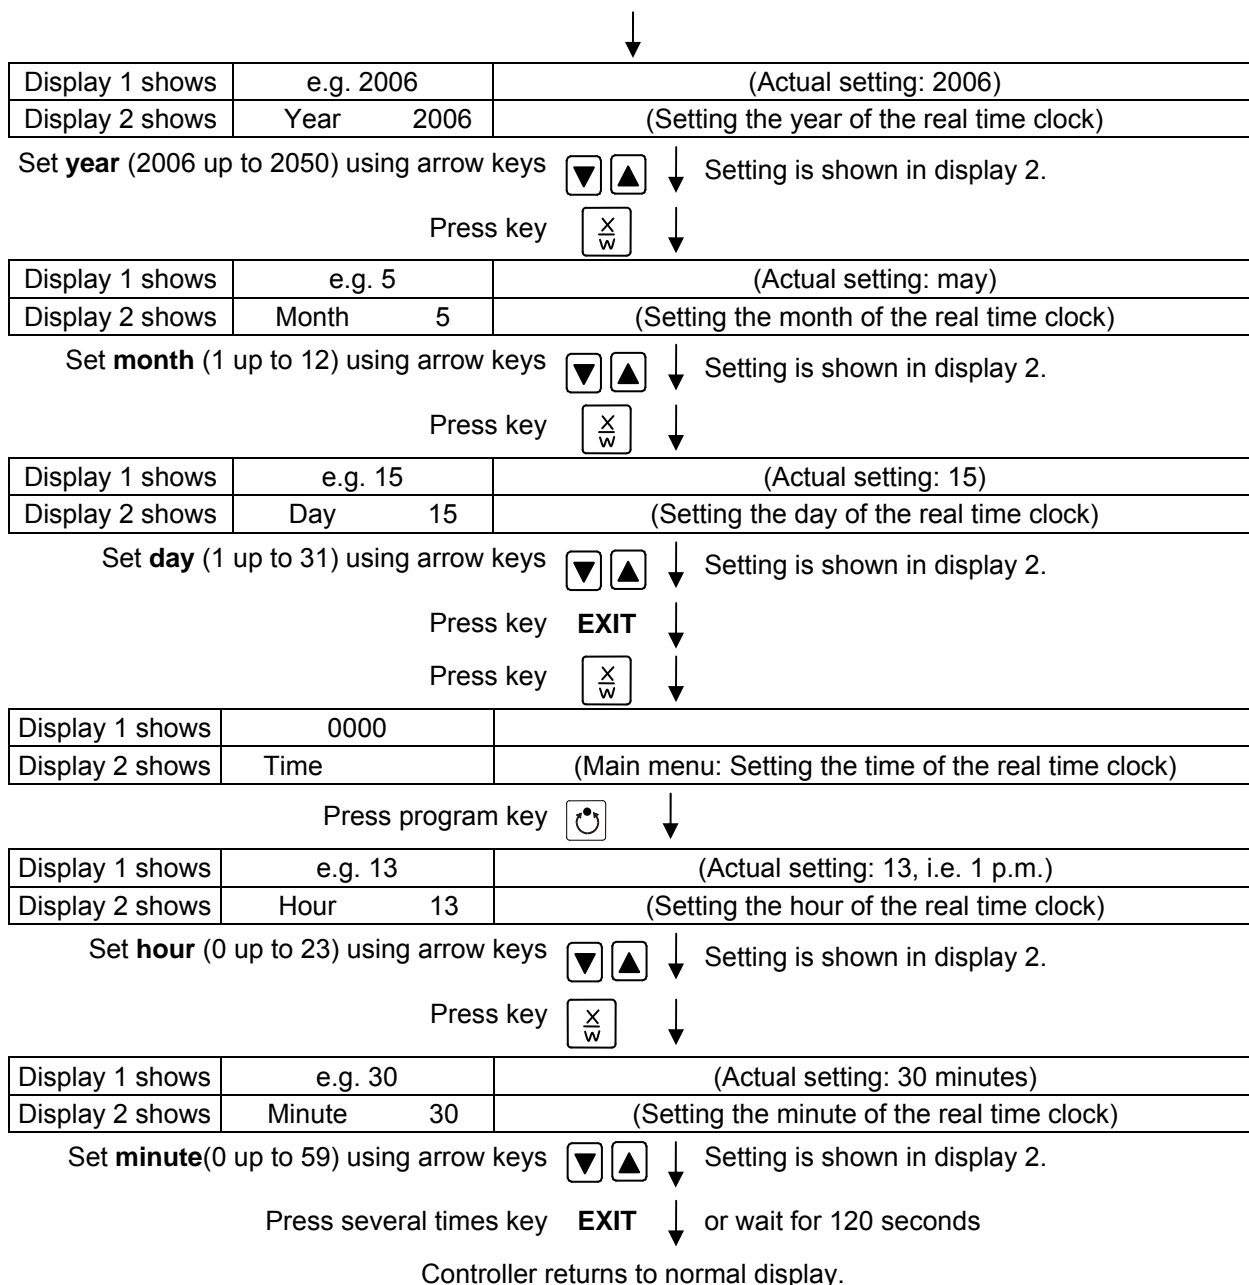 Display 1 shows e.g. 2006 (Actual setting: 2006)
Display 2 shows Year 2006 (Setting the year of the real time clock)
Set year (2006 up to 2050) using arrow keys ▼ ▲ Setting is shown in display 2.
Press key X/W
Display 1 shows e.g. 5 (Actual setting: may)
Display 2 shows Month 5 (Setting the month of the real time clock)
Set month (1 up to 12) using arrow keys ▼ ▲ Setting is shown in display 2.
Press key X/W
Display 1 shows e.g. 15 (Actual setting: 15)
Display 2 shows Day 15 (Setting the day of the real time clock)
Set day (1 up to 31) using arrow keys ▼ ▲ Setting is shown in display 2.
Press key EXIT
Press key X/W
Display 1 shows 0000
Display 2 shows Time (Main menu: Setting the time of the real time clock)
Press program key
Display 1 shows e.g. 13 (Actual setting: 13, i.e. 1 p.m.)
Display 2 shows Hour 13 (Setting the hour of the real time clock)
Set hour (0 up to 23) using arrow keys ▼ ▲ Setting is shown in display 2.
Press key X/W
Display 1 shows e.g. 30 (Actual setting: 30 minutes)
Display 2 shows Minute 30 (Setting the minute of the real time clock)
Set minute(0 up to 59) using arrow keys ▼ ▲ Setting is shown in display 2.
Press several times key EXIT or wait for 120 seconds
Controller returns to normal display.